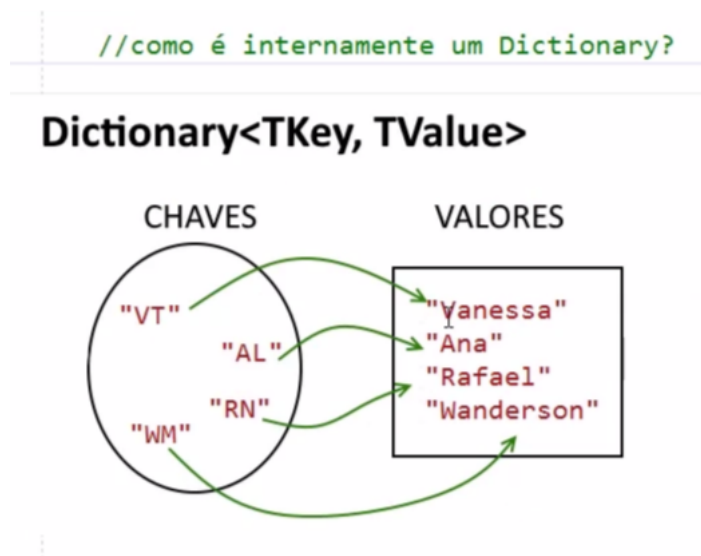 //como é internamente um Dictionary?
Dictionary<TKey, TValue>
CHAVES VALORES
"VT"
"AL"
"RN"
"WM"
"Vanessa"
"Ana"
"Rafael"
"Wanderson"